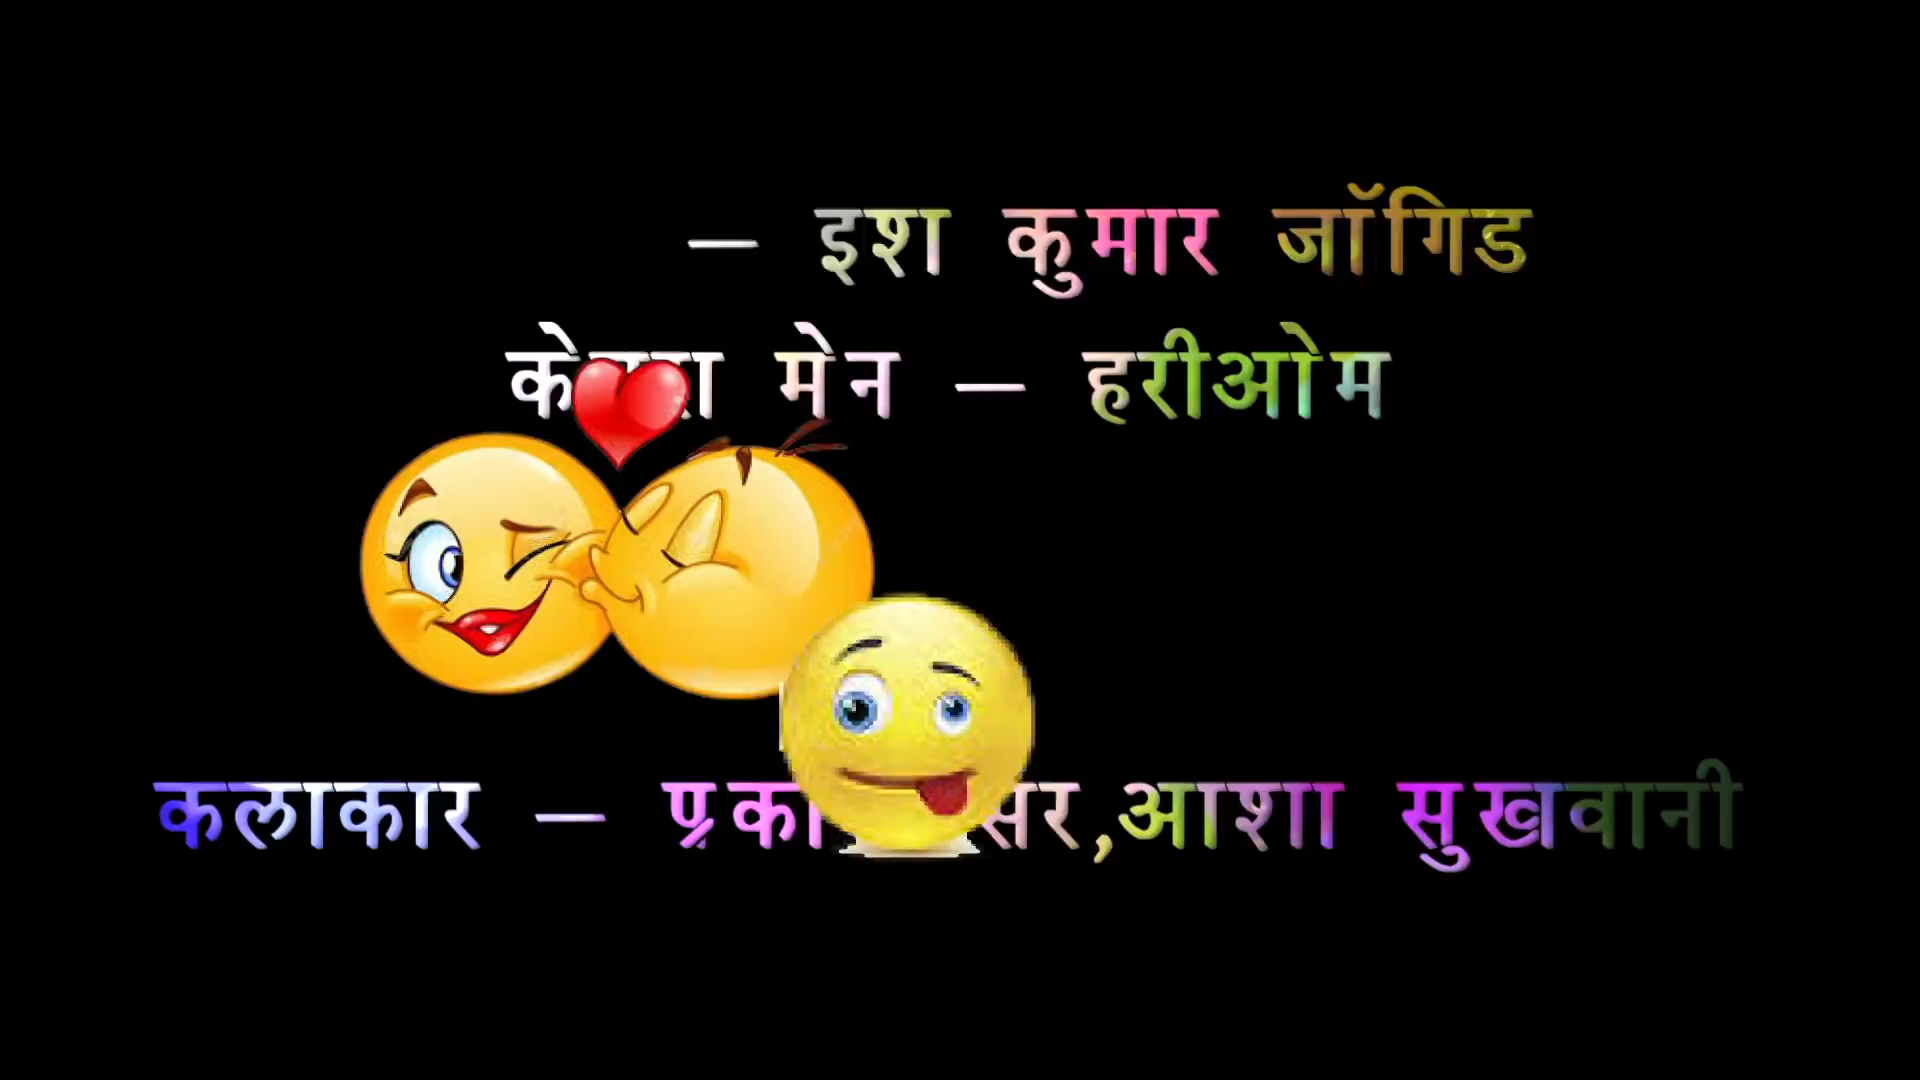 — इश कुमार जॉगिड
मेन — हरीओम
कलाकार — सर,आशा सुखवानी